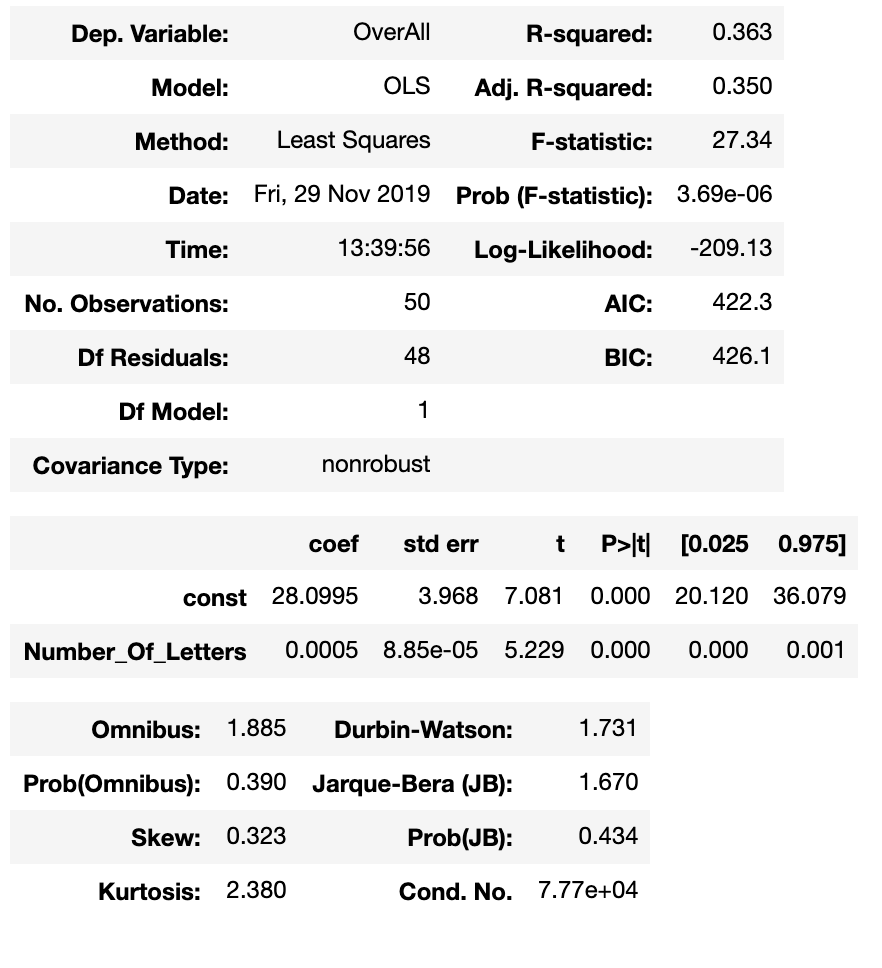 Dep. Variable: OverAll R-squared: 0.363
Model: OLS Adj. R-squared: 0.350
Method: Least Squares F-statistic: 27.34
Date: Fri, 29 Nov 2019 Prob (F-statistic): 3.69e-06
Time: 13:39:56 Log-Likelihood: -209.13
No. Observations: 50 AIC: 422.3
Df Residuals: 48 BIC: 426.1
Df Model: 1
Covariance Type: nonrobust
coef std err t P>|t| [0.025 0.975]
const 28.0995 3.968 7.081 0.000 20.120 36.079
Number_Of_Letters 0.0005 8.85e-05 5.229 0.000 0.000 0.001
Omnibus: 1.885 Durbin-Watson: 1.731
Prob(Omnibus): 0.390 Jarque-Bera (JB): 1.670
Skew: 0.323 Prob(JB): 0.434
Kurtosis: 2.380 Cond. No. 7.77e+04